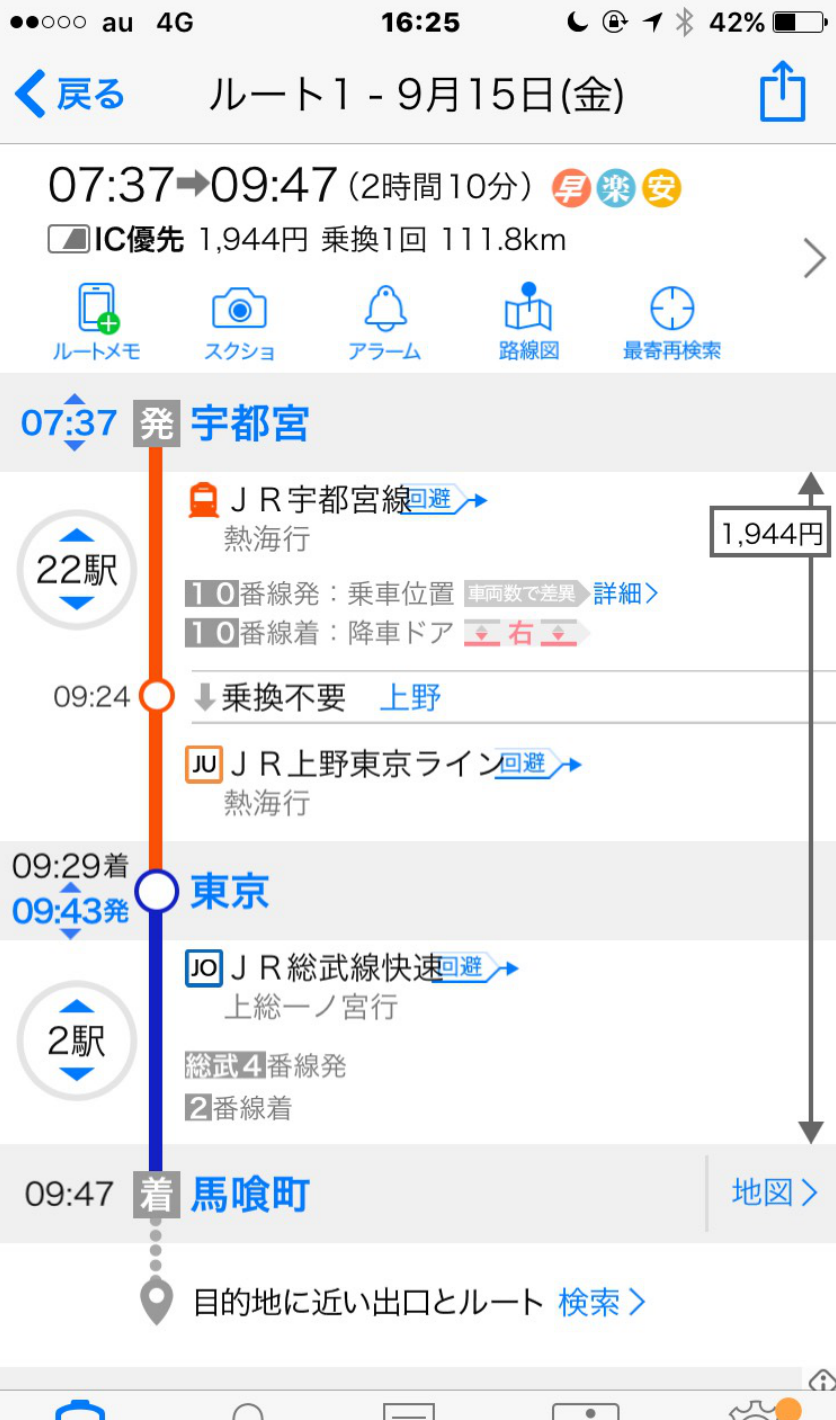 au 4G 16:25 42%
戻る ルート1 - 9月15日(金)
07:37➡09:47 (2時間10分) 早 楽 安
IC優先 1,944円 乗換1回 111.8km
ルートメモ スクショ アラーム 路線図 最寄再検索
07:37 発 宇都宮
ＪＲ宇都宮線 回避
熱海行
1,944円
22駅
10番線発：乗車位置 車両数で差異 詳細
10番線着：降車ドア 右
09:24 乗換不要 上野
JU ＪＲ上野東京ライン 回避
熱海行
09:29着
09:43発
東京
JO ＪＲ総武線快速 回避
上総一ノ宮行
2駅
総武4番線発
2番線着
09:47 着 馬喰町 地図
目的地に近い出口とルート 検索